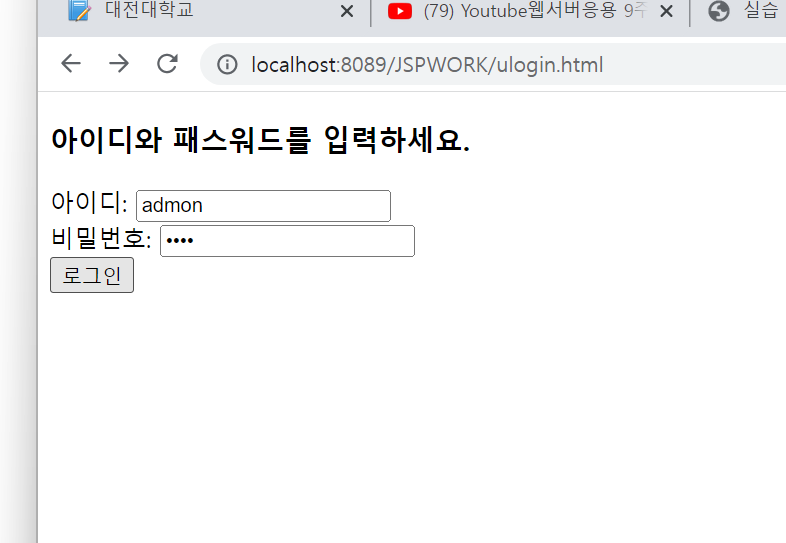 대전대학교
(79) Youtube웹서버응용 9주
실습
localhost:8089/JSPWORK/ulogin.html
아이디와 패스워드를 입력하세요.
아이디: admon
비밀번호: ••••
로그인